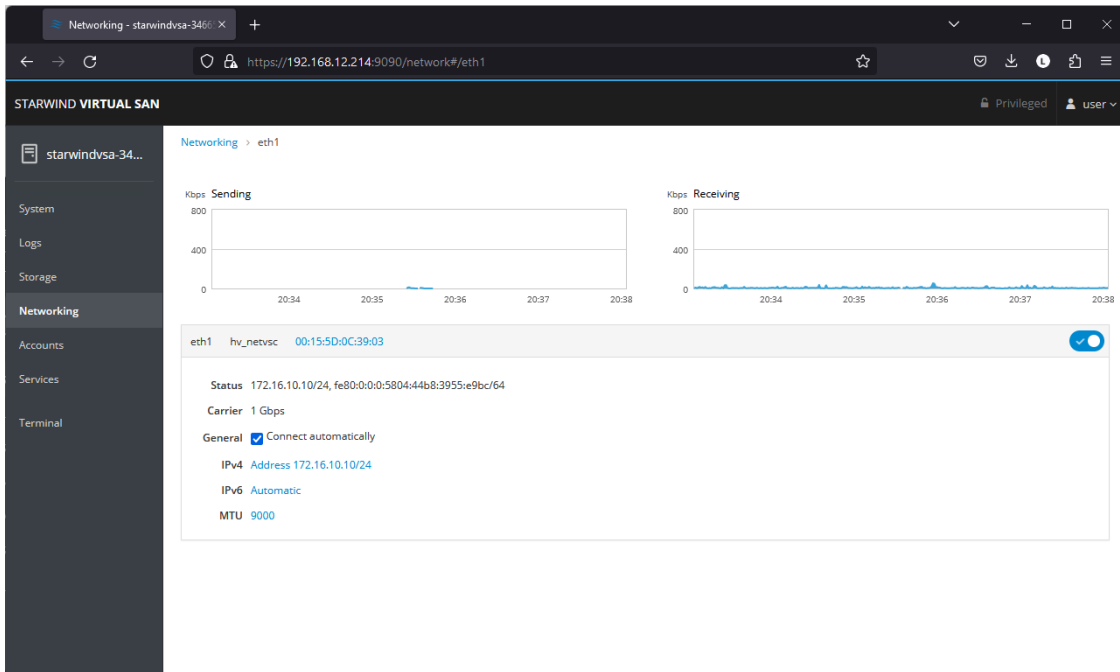 Networking - starwindvsa-3466
https://192.168.12.214:9090/network#/eth1
L
STARWIND VIRTUAL SAN
Privileged
user
starwindvsa-34...
System
Logs
Storage
Networking
Accounts
Services
Terminal
Networking > eth1
Kbps Sending
800
400
0
20:34 20:35 20:36 20:37 20:38
Kbps Receiving
800
400
0
20:34 20:35 20:36 20:37 20:38
eth1 hv_netvsc 00:15:5D:0C:39:03
Status 172.16.10.10/24, fe80:0:0:0:5804:44b8:3955:e9bc/64
Carrier 1 Gbps
General Connect automatically
IPv4 Address 172.16.10.10/24
IPv6 Automatic
MTU 9000